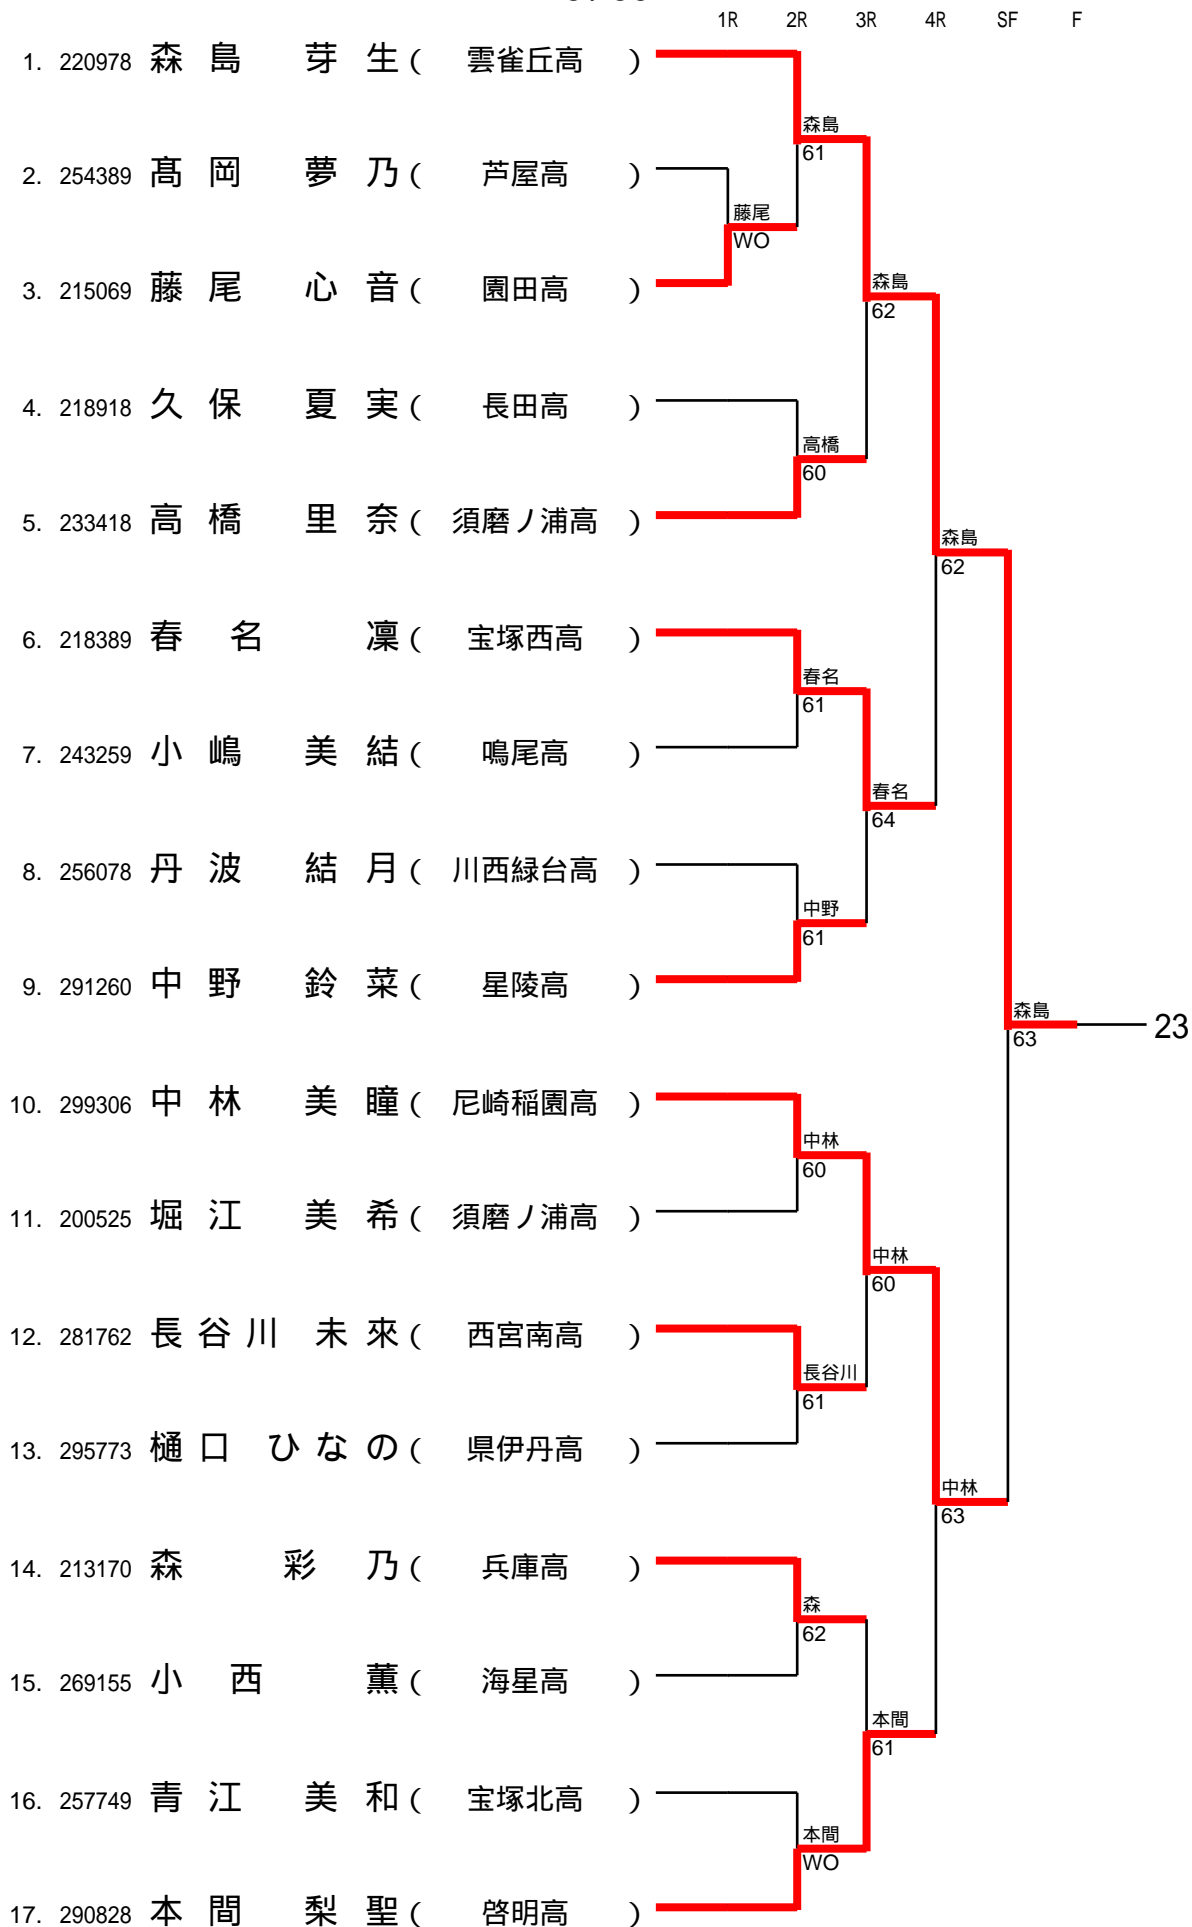 1R 2R 3R 4R SF F
1. 220978 森島 芽生 ( 雲雀丘高 )
森島
61
2. 254389 髙岡 夢乃 ( 芦屋高 )
藤尾
WO
3. 215069 藤尾 心音 ( 園田高 )
森島
62
4. 218918 久保 夏実 ( 長田高 )
高橋
60
5. 233418 高橋 里奈 ( 須磨ノ浦高 )
森島
62
6. 218389 春名 凜 ( 宝塚西高 )
春名
61
7. 243259 小嶋 美結 ( 鳴尾高 )
春名
64
8. 256078 丹波 結月 ( 川西緑台高 )
中野
61
9. 291260 中野 鈴菜 ( 星陵高 )
森島
63
23
10. 299306 中林 美瞳 ( 尼崎稲園高 )
中林
60
11. 200525 堀江 美希 ( 須磨ノ浦高 )
中林
60
12. 281762 長谷川 未來 ( 西宮南高 )
長谷川
61
13. 295773 樋口 ひなの ( 県伊丹高 )
中林
63
14. 213170 森 彩乃 ( 兵庫高 )
森
62
15. 269155 小西 薫 ( 海星高 )
本間
61
16. 257749 青江 美和 ( 宝塚北高 )
本間
WO
17. 290828 本間 梨聖 ( 啓明高 )